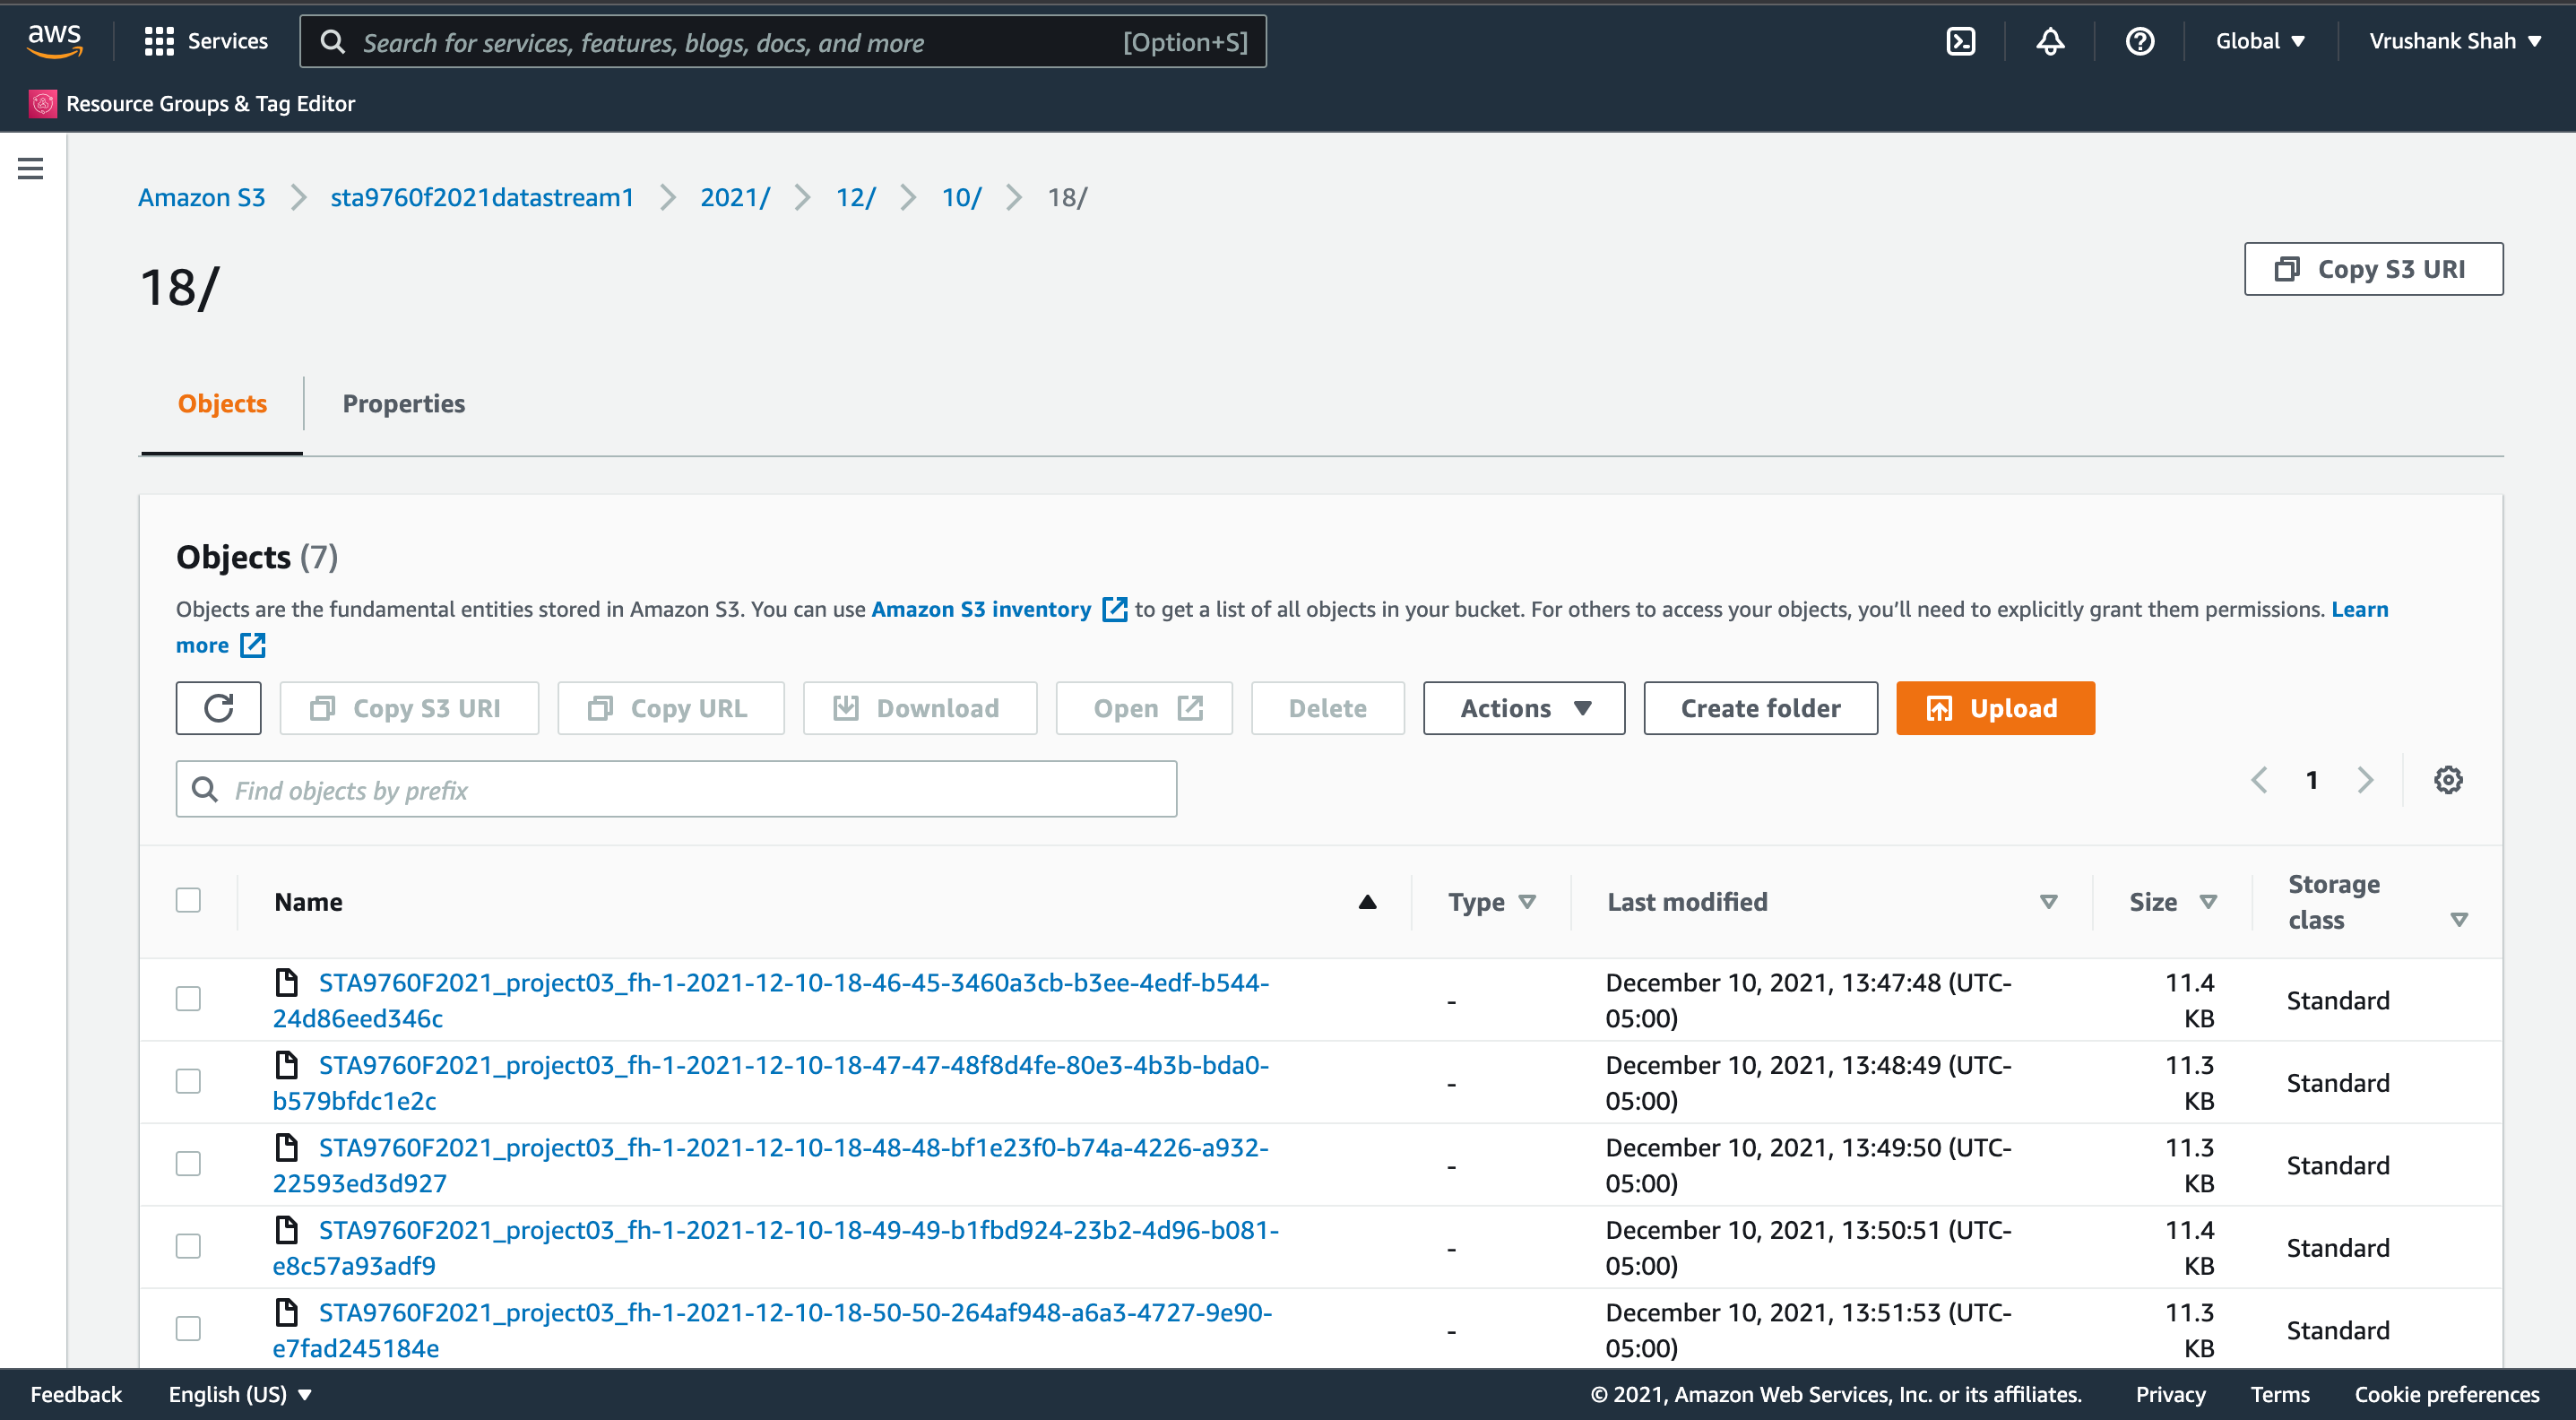 aws
Services
Search for services, features, blogs, docs, and more
[Option+S]
Global
Vrushank Shah
Resource Groups & Tag Editor
Amazon S3
sta9760f2021datastream1
2021/
12/
10/
18/
18/
Copy S3 URI
Objects
Properties
Objects (7)
Objects are the fundamental entities stored in Amazon S3. You can use Amazon S3 inventory to get a list of all objects in your bucket. For others to access your objects, you’ll need to explicitly grant them permissions. Learn
more
Copy S3 URI
Copy URL
Download
Open
Delete
Actions
Create folder
Upload
Find objects by prefix
1
Name
Type
Last modified
Size
Storage
class
STA9760F2021_project03_fh-1-2021-12-10-18-46-45-3460a3cb-b3ee-4edf-b544-
24d86eed346c
-
December 10, 2021, 13:47:48 (UTC-
05:00)
11.4
KB
Standard
STA9760F2021_project03_fh-1-2021-12-10-18-47-47-48f8d4fe-80e3-4b3b-bda0-
b579bfdc1e2c
-
December 10, 2021, 13:48:49 (UTC-
05:00)
11.3
KB
Standard
STA9760F2021_project03_fh-1-2021-12-10-18-48-48-bf1e23f0-b74a-4226-a932-
22593ed3d927
-
December 10, 2021, 13:49:50 (UTC-
05:00)
11.3
KB
Standard
STA9760F2021_project03_fh-1-2021-12-10-18-49-49-b1fbd924-23b2-4d96-b081-
e8c57a93adf9
-
December 10, 2021, 13:50:51 (UTC-
05:00)
11.4
KB
Standard
STA9760F2021_project03_fh-1-2021-12-10-18-50-50-264af948-a6a3-4727-9e90-
e7fad245184e
-
December 10, 2021, 13:51:53 (UTC-
05:00)
11.3
KB
Standard
Feedback
English (US)
© 2021, Amazon Web Services, Inc. or its affiliates.
Privacy
Terms
Cookie preferences